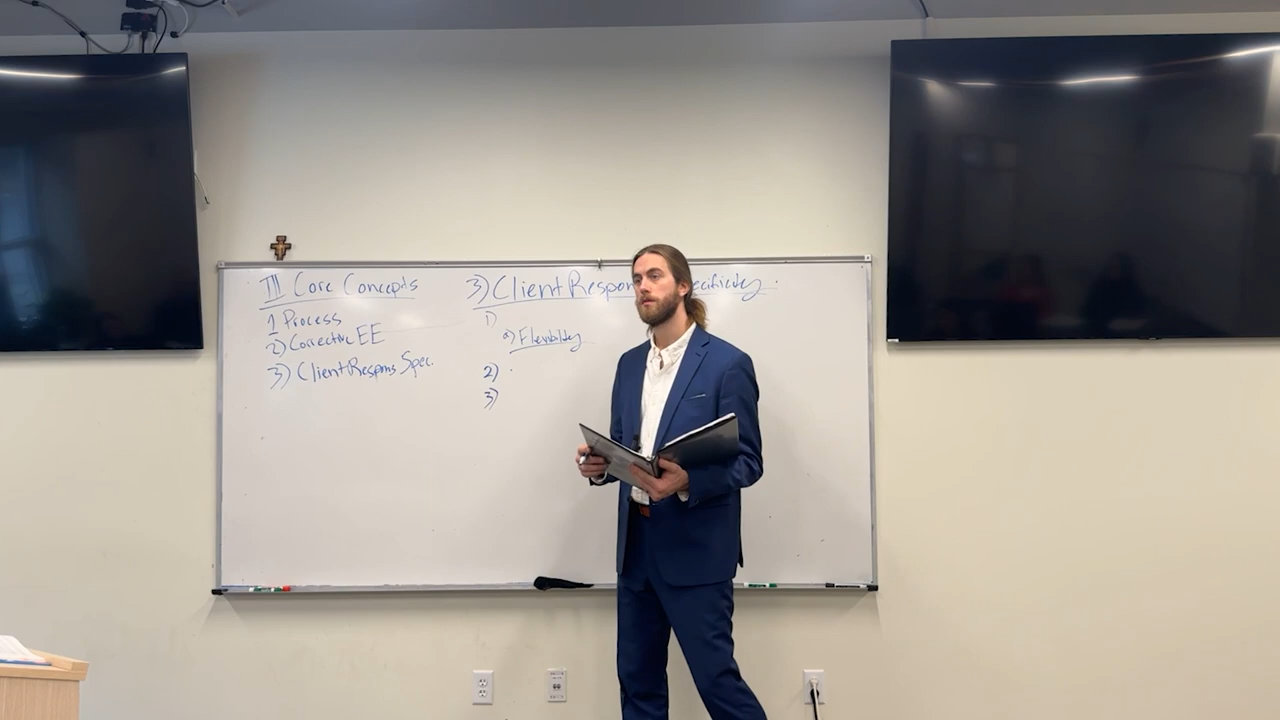 III Core Concepts
1 Process
2) Corrective EE
3) Client Respons Spec.
3) Client Respon ecificity
1)
a) Flexibility
2)
3)